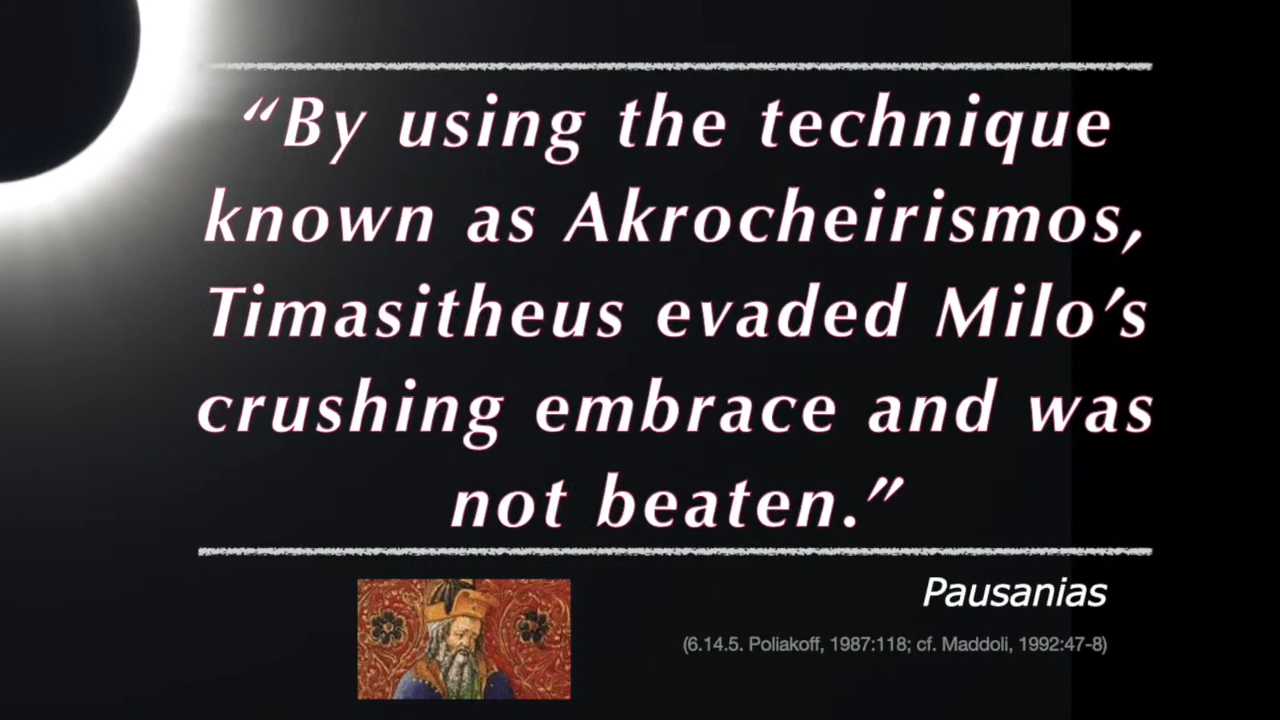 “By using the technique
known as Akrocheirismos,
Timasitheus evaded Milo’s
crushing embrace and was
not beaten.”
Pausanias
(6.14.5. Poliakoff, 1987:118; cf. Maddoli, 1992:47-8)